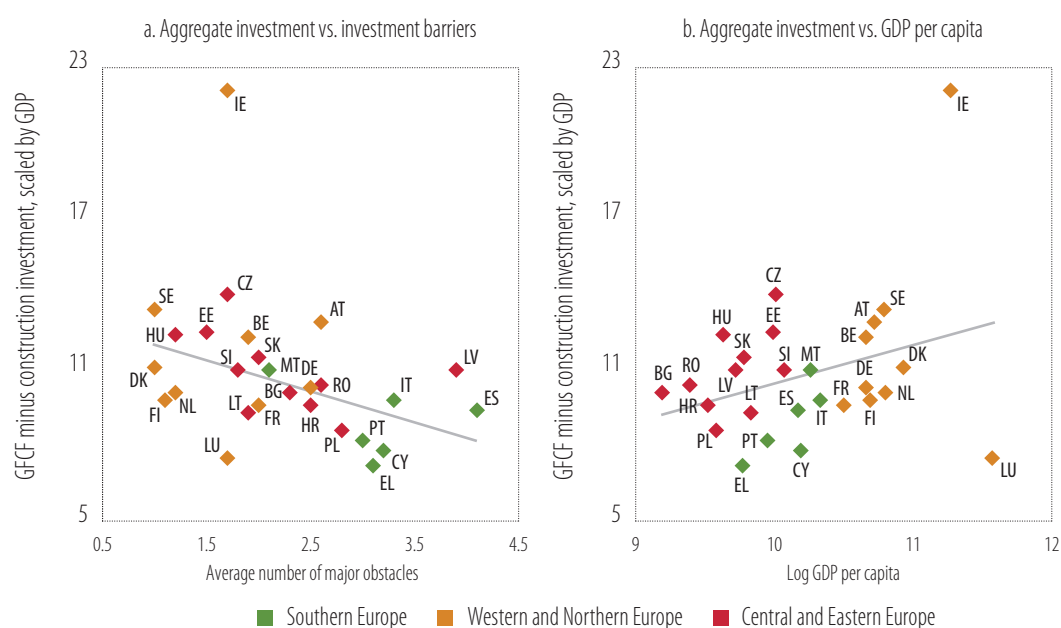 a. Aggregate investment vs. investment barriers
GFCF minus construction investment, scaled by GDP
23
17
11
5
IE
CZ
SE
EE
AT
HU
BE
SK
SI
MT
DE
LV
DK
RO
IT
BG
NL
FI
LT
FR
HR
ES
PL
PT
LU
CY
EL
0.5
1.5
2.5
3.5
4.5
Average number of major obstacles
b. Aggregate investment vs. GDP per capita
GFCF minus construction investment, scaled by GDP
23
17
11
5
IE
CZ
SE
HU
EE
AT
SK
BE
RO
SI
MT
DK
BG
LV
DE
HR
LT
ES
FR
NL
IT
FI
PL
PT
CY
EL
LU
9
10
11
12
Log GDP per capita
Southern Europe
Western and Northern Europe
Central and Eastern Europe